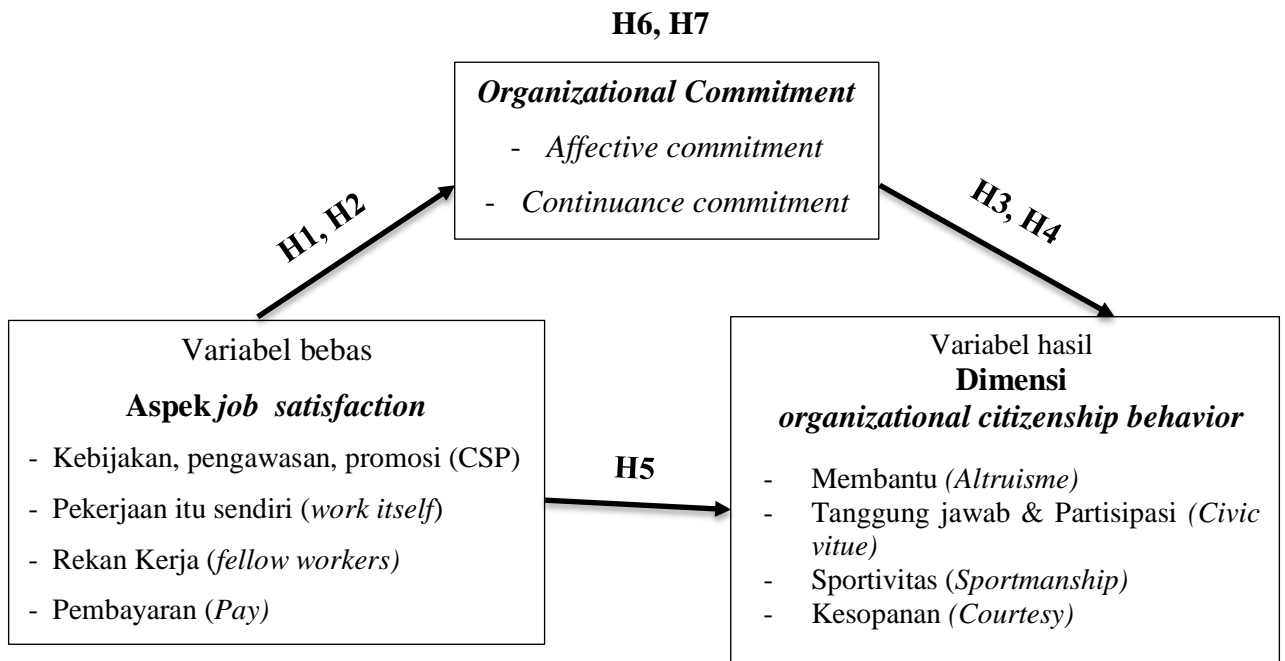 H6, H7
Organizational Commitment
- Affective commitment
- Continuance commitment
H1, H2
H3, H4
Variabel bebas
Aspek job satisfaction
- Kebijakan, pengawasan, promosi (CSP)
- Pekerjaan itu sendiri (work itself)
- Rekan Kerja (fellow workers)
- Pembayaran (Pay)
H5
Variabel hasil
Dimensi
organizational citizenship behavior
- Membantu (Altruisme)
- Tanggung jawab & Partisipasi (Civic
vitue)
- Sportivitas (Sportmanship)
- Kesopanan (Courtesy)